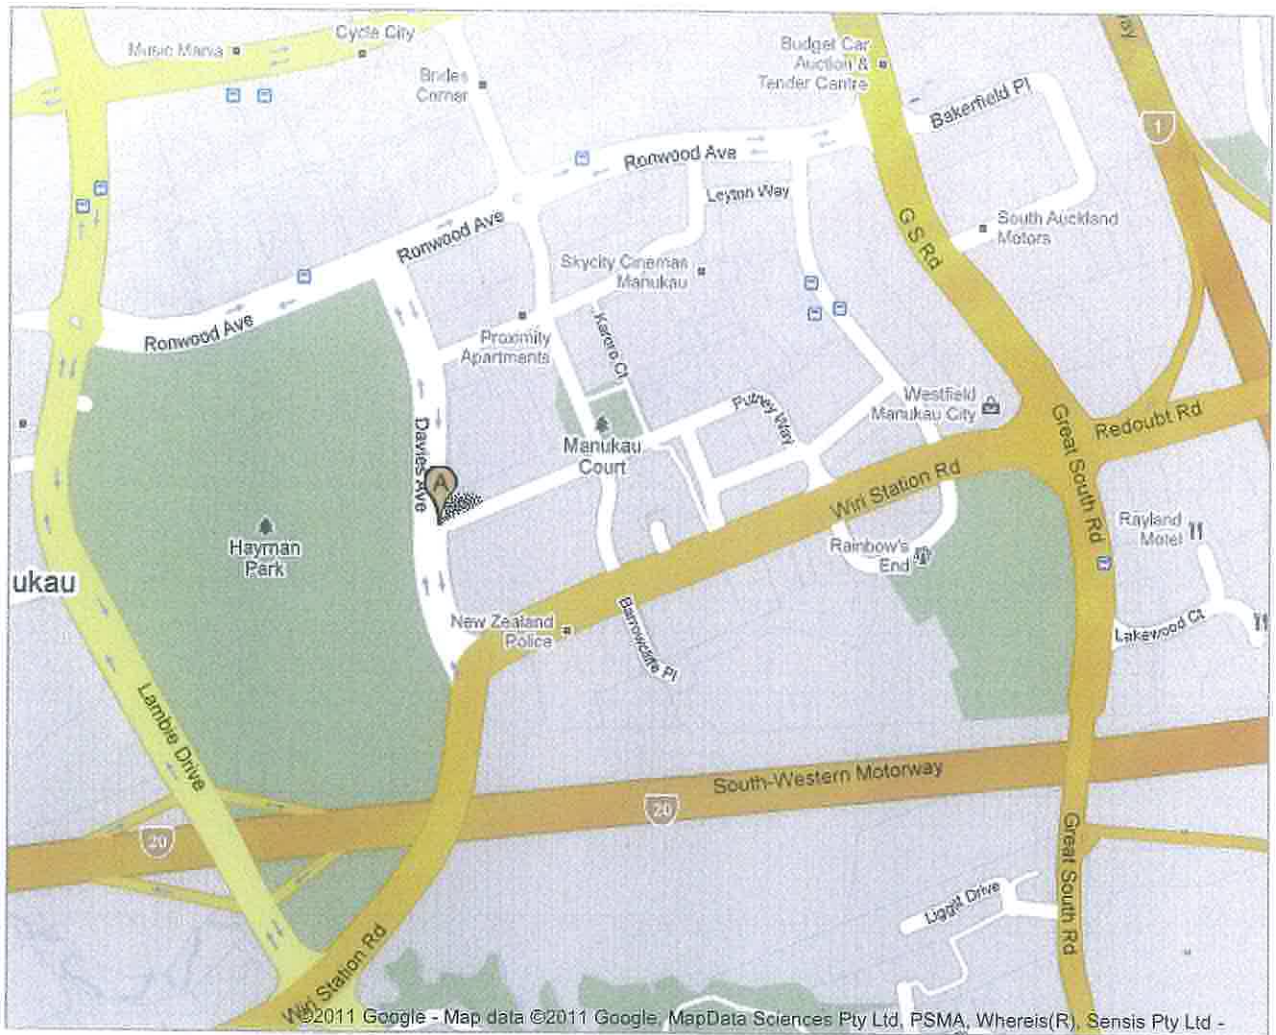 Cycle City
Music Mania
Brides
Corner
Budget Car
Auction &
Tender Centre
Bakerfield Pl
1
Ronwood Ave
Leyton Way
Ronwood Ave
G S Rd
South Auckland
Motors
Skycity Cinemas
Manukau
Ronwood Ave
Proximity
Apartments
Kararo Ct
Westfield
Manukau City
Putney Way
Redoubt Rd
Great South Rd
Manukau
Court
Davies Ave
A
Wiri Station Rd
Rayland
Motel
Hayman
Park
Rainbow's
End
ukau
New Zealand
Police
Barrowcliffe Pl
Lakewood Ct
Lambie Drive
South-Western Motorway
20
20
Great South Rd
Liggitt Drive
Wiri Station Rd
©2011 Google - Map data ©2011 Google, MapData Sciences Pty Ltd, PSMA, Whereis(R), Sensis Pty Ltd -